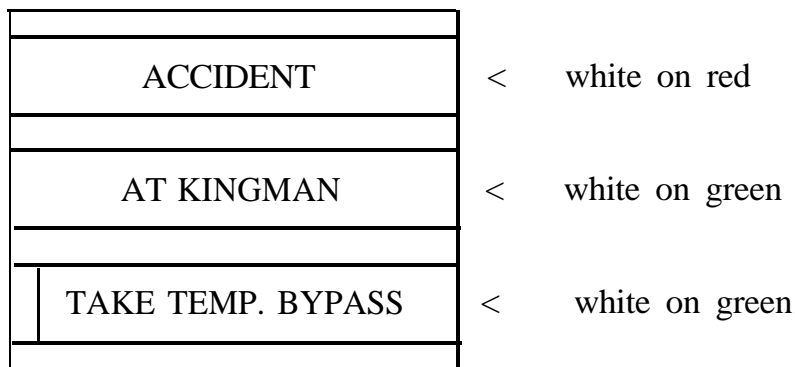 ACCIDENT < white on red
AT KINGMAN < white on green
TAKE TEMP. BYPASS < white on green